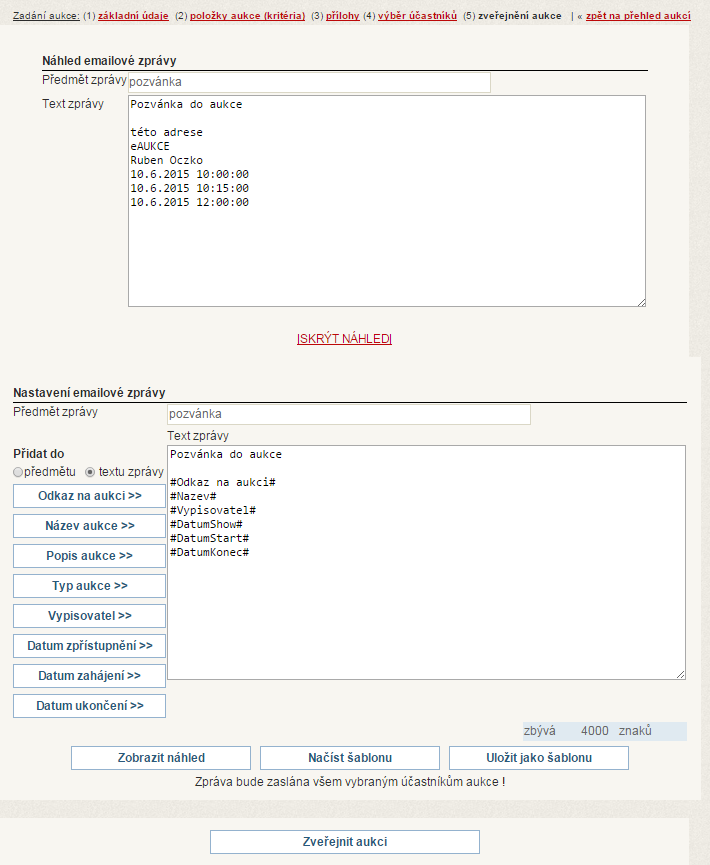 Zadání aukce: (1) základní údaje (2) položky aukce (kritéria) (3) přílohy (4) výběr účastníků (5) zveřejnění aukce | « zpět na přehled aukcí
Náhled emailové zprávy
Předmět zprávy pozvánka
Text zprávy
Pozvánka do aukce
této adrese
eAUKCE
Ruben Oczko
10.6.2015 10:00:00
10.6.2015 10:15:00
10.6.2015 12:00:00
|SKRÝT NÁHLED|
Nastavení emailové zprávy
Předmět zprávy pozvánka
Text zprávy
Přidat do
předmětu textu zprávy
Odkaz na aukci >>
Název aukce >>
Popis aukce >>
Typ aukce >>
Vypisovatel >>
Datum zpřístupnění >>
Datum zahájení >>
Datum ukončení >>
Pozvánka do aukce
#Odkaz na aukci#
#Nazev#
#Vypisovatel#
#DatumShow#
#DatumStart#
#DatumKonec#
zbývá 4000 znaků
Zobrazit náhled Načíst šablonu Uložit jako šablonu
Zpráva bude zaslána všem vybraným účastníkům aukce !
Zveřejnit aukci